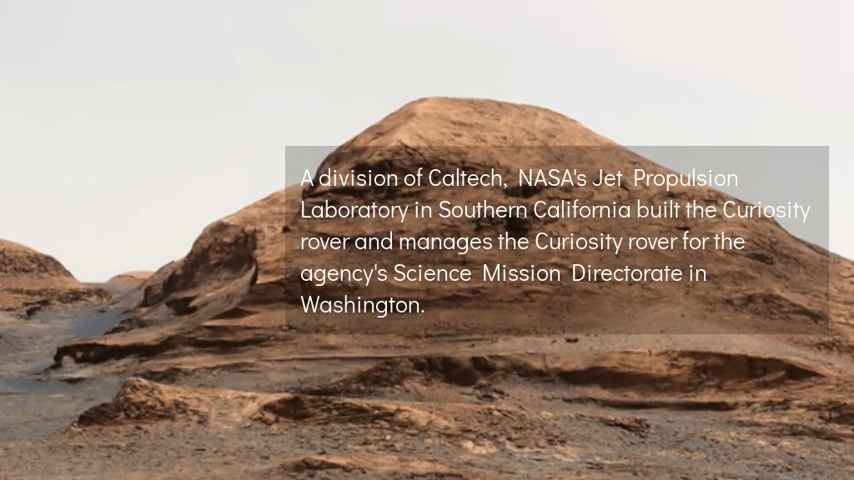 A division of Caltech, NASA's Jet Propulsion
Laboratory in Southern California built the Curiosity
rover and manages the Curiosity rover for the
agency's Science Mission Directorate in
Washington.